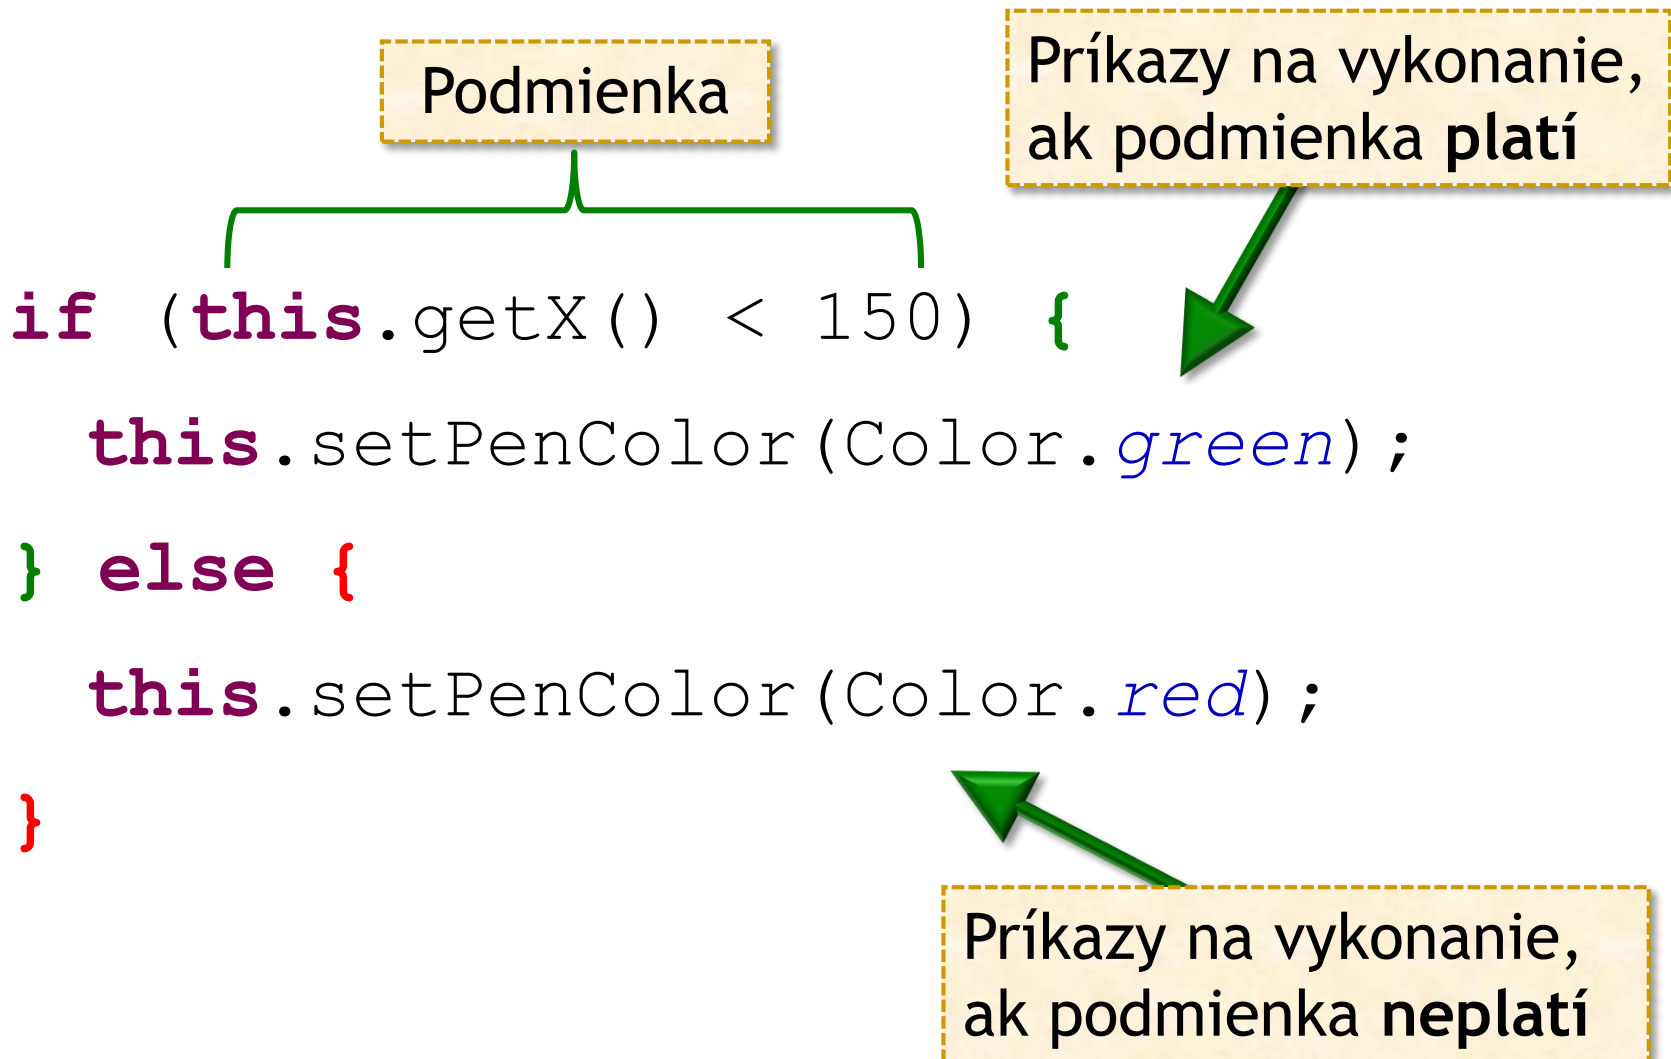 Podmienka
Príkazy na vykonanie,
ak podmienka platí
if (this.getX() < 150) {
this.setPenColor(Color.green);
} else {
this.setPenColor(Color.red);
}
Príkazy na vykonanie,
ak podmienka neplatí